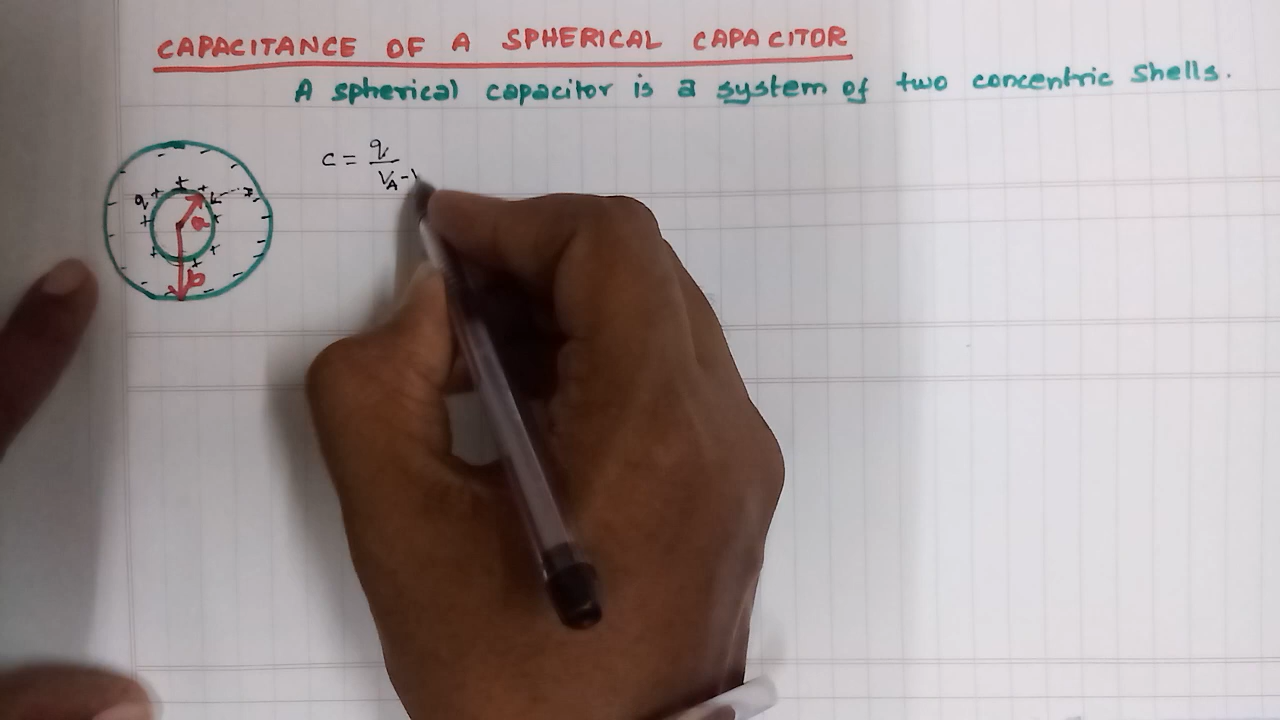 CAPACITANCE OF A SPHERICAL CAPACITOR
A spherical capacitor is a system of two concentric shells.
C = q / V_A -
q
a
b